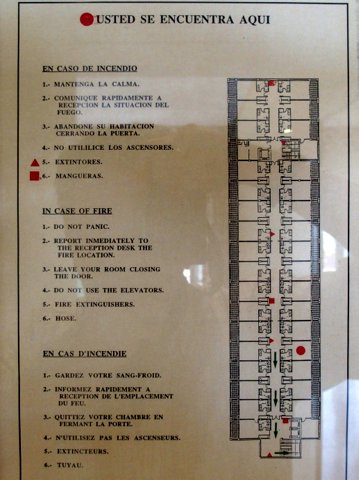 USTED SE ENCUENTRA AQUI
EN CASO DE INCENDIO
1.- MANTENGA LA CALMA.
2.- COMUNIQUE RAPIDAMENTE A
RECEPCION LA SITUACION DEL
FUEGO.
3.- ABANDONE SU HABITACION
CERRANDO LA PUERTA.
4.- NO UTILILICE LOS ASCENSORES.
5.- EXTINTORES.
6.- MANGUERAS.
IN CASE OF FIRE
1.- DO NOT PANIC.
2.- REPORT INMEDIATELY TO
THE RECEPTION DESK THE
FIRE LOCATION.
3.- LEAVE YOUR ROOM CLOSING
THE DOOR.
4.- DO NOT USE THE ELEVATORS.
5.- FIRE EXTINGUISHERS.
6.- HOSE.
EN CAS D'INCENDIE
1.- GARDEZ VOTRE SANG-FROID.
2.- INFORMEZ RAPIDEMENT A
RECEPTION DE L'EMPLACEMENT
DU FEU.
3.- QUITTEZ VOTRE CHAMBRE EN
FERMANT LA PORTE.
4.- N'UTILISEZ PAS LES ASCENSEURS.
5.- EXTINCTEURS.
6.- TUYAU.